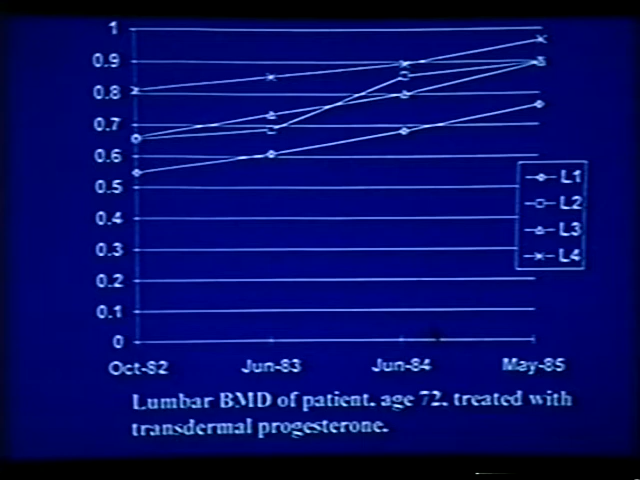 1
0.9
0.8
0.7
0.6
0.5
0.4
0.3
0.2
0.1
0
Oct-82 Jun-83 Jun-84 May-85
L1
L2
L3
L4
Lumbar BMD of patient, age 72, treated with
transdermal progesterone.